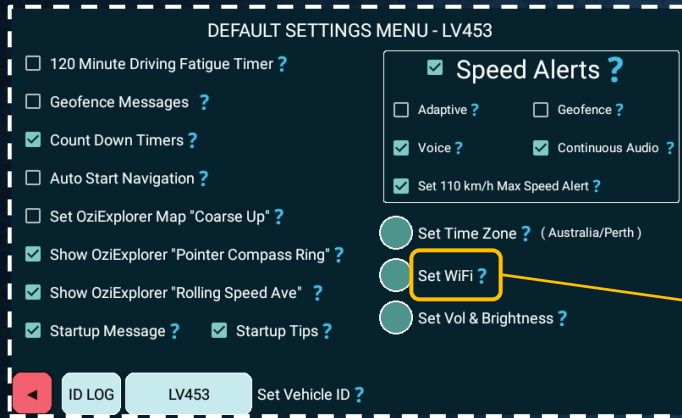 DEFAULT SETTINGS MENU - LV453
120 Minute Driving Fatigue Timer ?
Geofence Messages ?
Count Down Timers ?
Auto Start Navigation ?
Set OziExplorer Map "Coarse Up" ?
Show OziExplorer "Pointer Compass Ring" ?
Show OziExplorer "Rolling Speed Ave" ?
Startup Message ? Startup Tips ?
Speed Alerts ?
Adaptive ? Geofence ?
Voice ? Continuous Audio ?
Set 110 km/h Max Speed Alert ?
Set Time Zone ? ( Australia/Perth )
Set WiFi ?
Set Vol & Brightness ?
ID LOG LV453 Set Vehicle ID ?